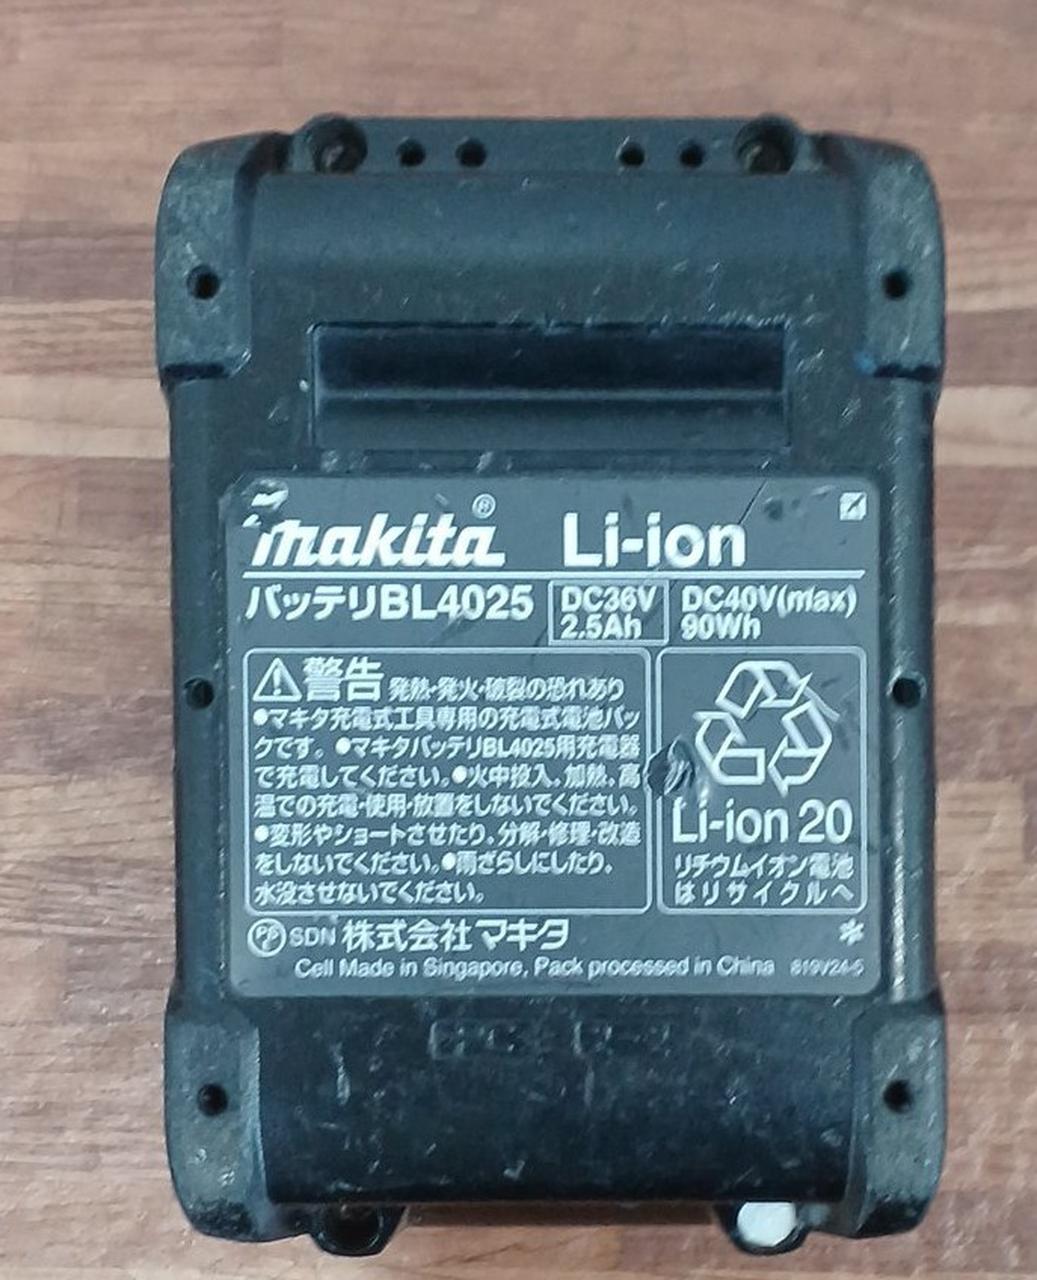 makita® Li-ion
バッテリBL4025 DC36V 2.5Ah DC40V(max) 90Wh
警告 発熱・発火・破裂の恐れあり
●マキタ充電式工具専用の充電式電池パッ
クです。●マキタバッテリBL4025用充電器
で充電してください。●火中投入、加熱、高
温での充電・使用・放置をしないでください。
●変形やショートさせたり、分解・修理・改造
をしないでください。●雨ざらしにしたり、
水没させないでください。
Li-ion 20
リチウムイオン電池
はリサイクルへ
PS SDN 株式会社マキタ *
Cell Made in Singapore, Pack processed in China 819V24-5